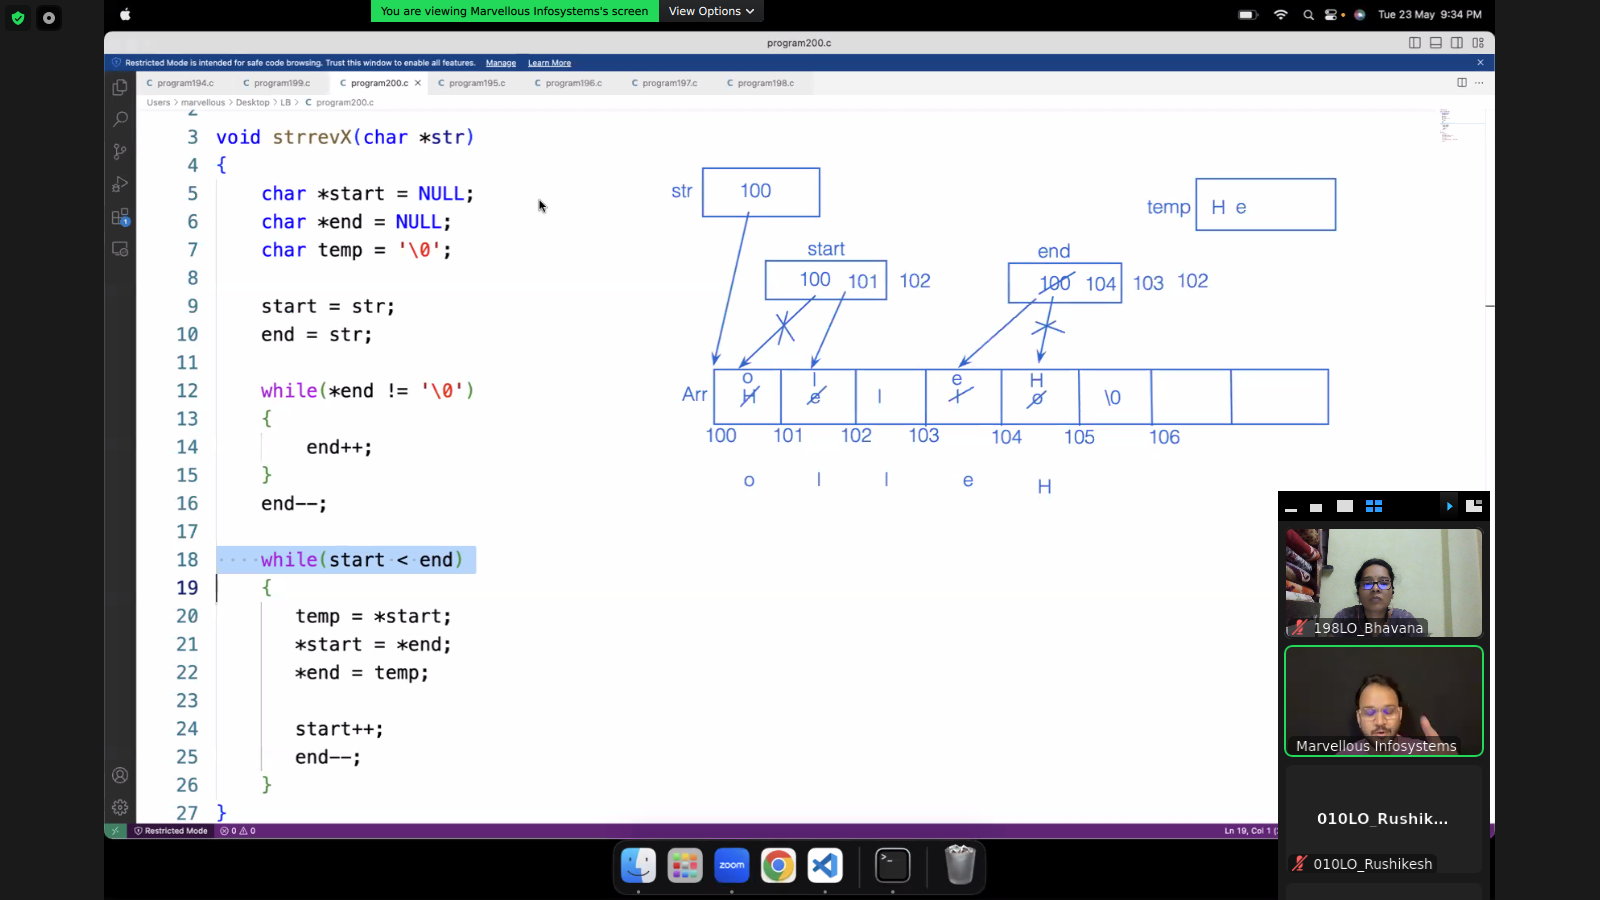 You are viewing Marvellous Infosystems's screen
View Options
Tue 23 May 9:34 PM
program200.c
Restricted Mode is intended for safe code browsing. Trust this window to enable all features. Manage Learn More
C program194.c C program199.c C program200.c C program195.c C program196.c C program197.c C program198.c
Users > marvellous > Desktop > LB > C program200.c
2
3 void strrevX(char *str)
4 {
5 char *start = NULL;
6 char *end = NULL;
7 char temp = '\0';
8
9 start = str;
10 end = str;
11
12 while(*end != '\0')
13 {
14 end++;
15 }
16 end--;
17
18 while(start < end)
19 {
20 temp = *start;
21 *start = *end;
22 *end = temp;
23
24 start++;
25 end--;
26 }
27 }
str 100
temp H e
start
100 101 102
end
100 104 103 102
o l e H
Arr H e l l o \0
100 101 102 103 104 105 106
o l l e H
1
198LO_Bhavana
Marvellous Infosystems
010LO_Rushik...
010LO_Rushikesh
Restricted Mode 0 0
Ln 19, Col 1
zoom